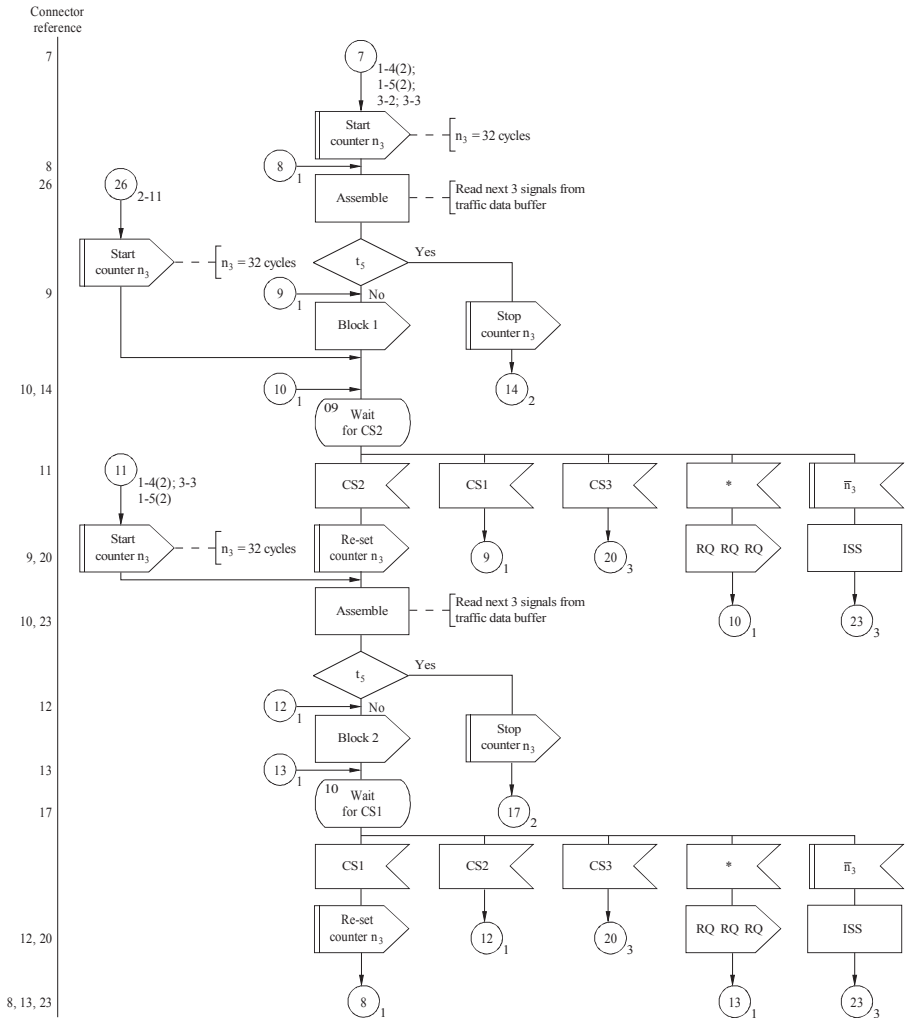 Connector
reference
7
7
1-4(2);
1-5(2);
3-2; 3-3
Start
counter n3
n3 = 32 cycles
8
8
1
26
26
2-11
Assemble
Read next 3 signals from
traffic data buffer
Start
counter n3
n3 = 32 cycles
t5
Yes
9
9
1
No
Block 1
Stop
counter n3
10, 14
10
1
14
2
09
Wait
for CS2
11
11
1-4(2); 3-3
1-5(2)
CS2
CS1
CS3
*
n̅3
Start
counter n3
n3 = 32 cycles
Re-set
counter n3
9, 20
9
1
20
3
RQ RQ RQ
ISS
Assemble
Read next 3 signals from
traffic data buffer
10, 23
10
1
23
3
t5
Yes
12
12
1
No
Block 2
Stop
counter n3
13
13
1
10
Wait
for CS1
17
17
2
CS1
CS2
CS3
*
n̅3
Re-set
counter n3
12, 20
12
1
20
3
RQ RQ RQ
ISS
8, 13, 23
8
1
13
1
23
3